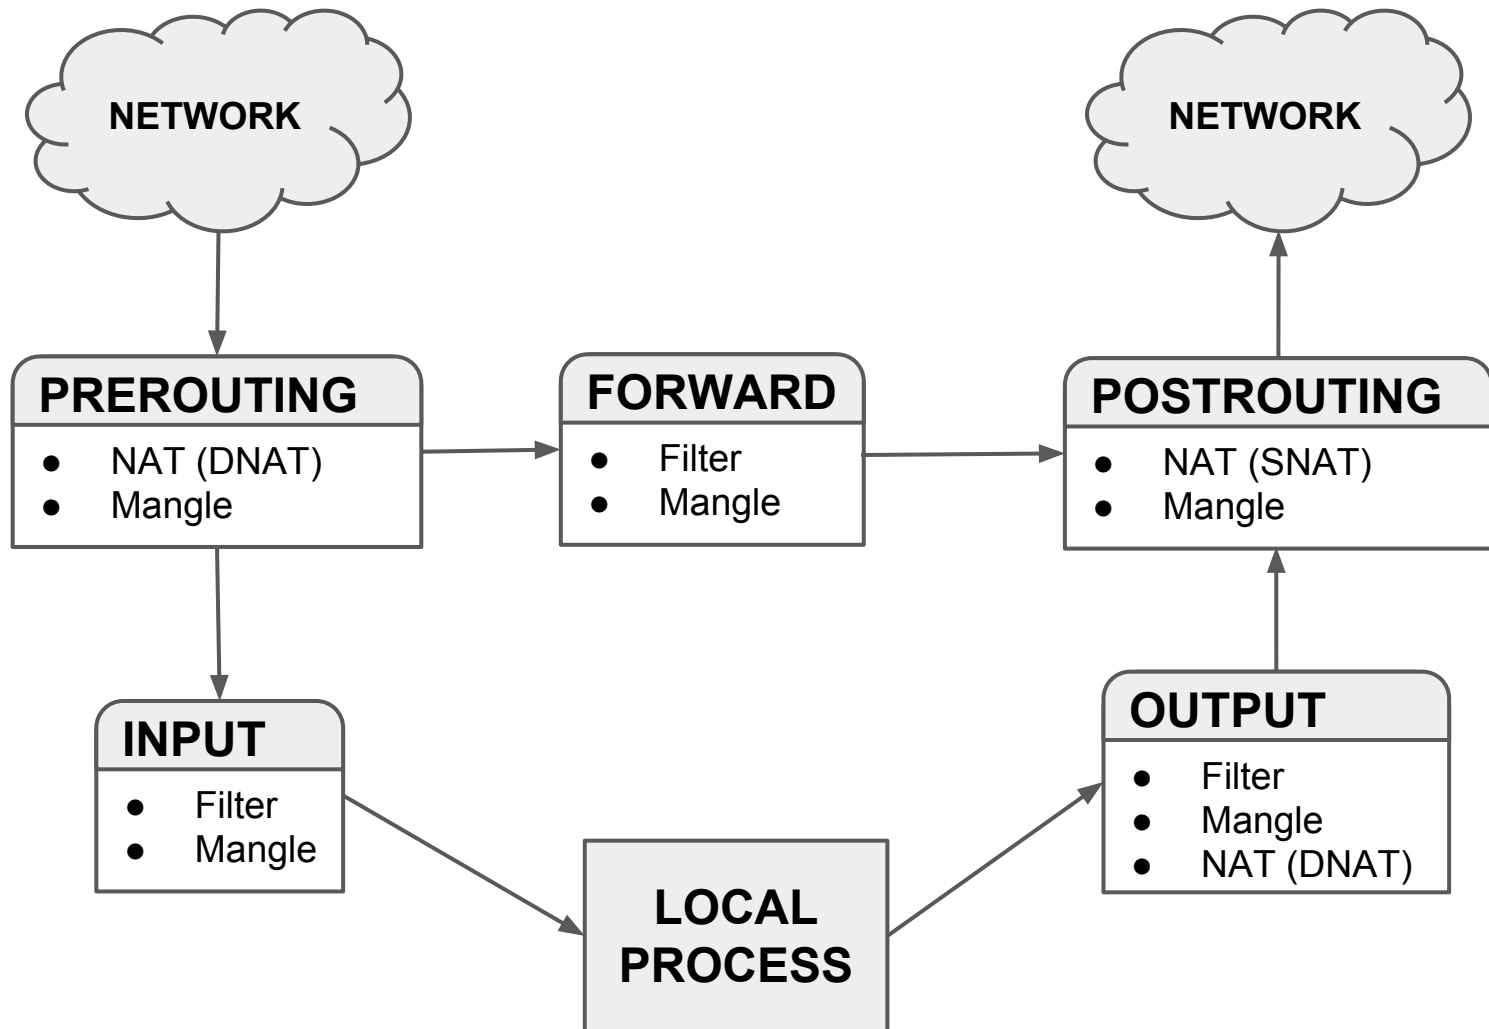 NETWORK
NETWORK
PREROUTING
● NAT (DNAT)
● Mangle
FORWARD
● Filter
● Mangle
POSTROUTING
● NAT (SNAT)
● Mangle
INPUT
● Filter
● Mangle
LOCAL
PROCESS
OUTPUT
● Filter
● Mangle
● NAT (DNAT)